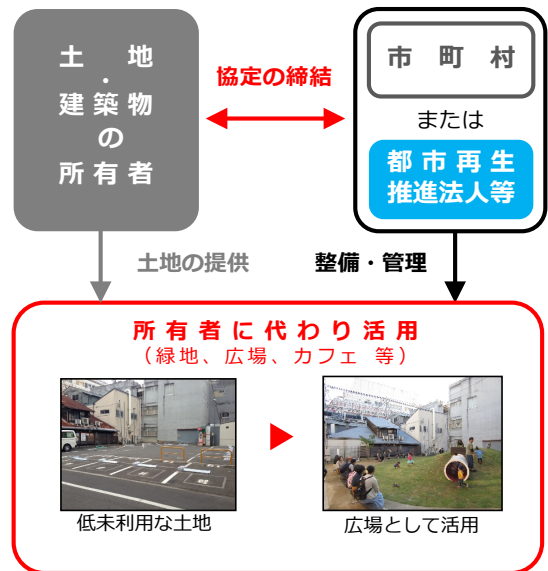 土地
・
建築物
の
所有者
協定の締結
市町村
または
都市再生
推進法人等
土地の提供
整備・管理
所有者に代わり活用
（緑地、広場、カフェ 等）
低未利用な土地
広場として活用